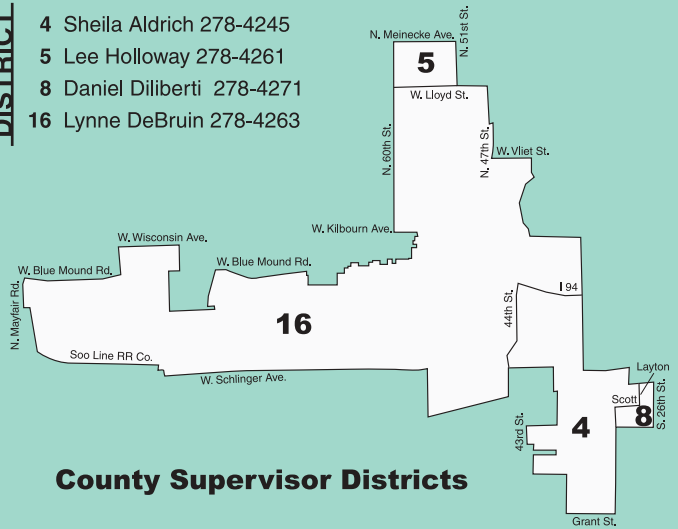 DISTRICT
4 Sheila Aldrich 278-4245
5 Lee Holloway 278-4261
8 Daniel Diliberti 278-4271
16 Lynne DeBruin 278-4263
N. Meinecke Ave.
N. 51st St.
5
W. Lloyd St.
N. 60th St.
N. 47th St.
W. Vliet St.
W. Kilbourn Ave.
W. Wisconsin Ave.
W. Blue Mound Rd.
W. Blue Mound Rd.
N. Mayfair Rd.
I 94
44th St.
16
Soo Line RR Co.
W. Schlinger Ave.
Layton
Scott
S. 26th St.
8
4
43rd St.
County Supervisor Districts
Grant St.